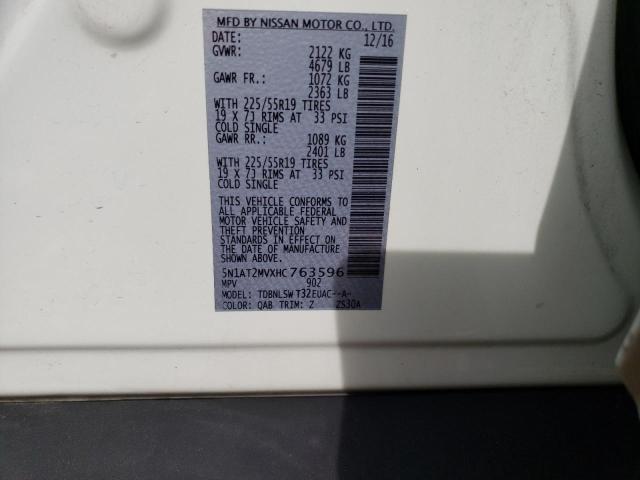 MFD BY NISSAN MOTOR CO., LTD.
DATE: 12/16
GVWR: 2122 KG
4679 LB
GAWR FR.: 1072 KG
2363 LB
WITH 225/55R19 TIRES
19 X 7J RIMS AT 33 PSI
COLD SINGLE
GAWR RR.: 1089 KG
2401 LB
WITH 225/55R19 TIRES
19 X 7J RIMS AT 33 PSI
COLD SINGLE
THIS VEHICLE CONFORMS TO
ALL APPLICABLE FEDERAL
MOTOR VEHICLE SAFETY AND
THEFT PREVENTION
STANDARDS IN EFFECT ON
THE DATE OF MANUFACTURE
SHOWN ABOVE.
5N1AT2MVXHC763596
MPV 902
MODEL: TDBNLSW T32EUAC--A-
COLOR: QAB TRIM: Z ZS30A